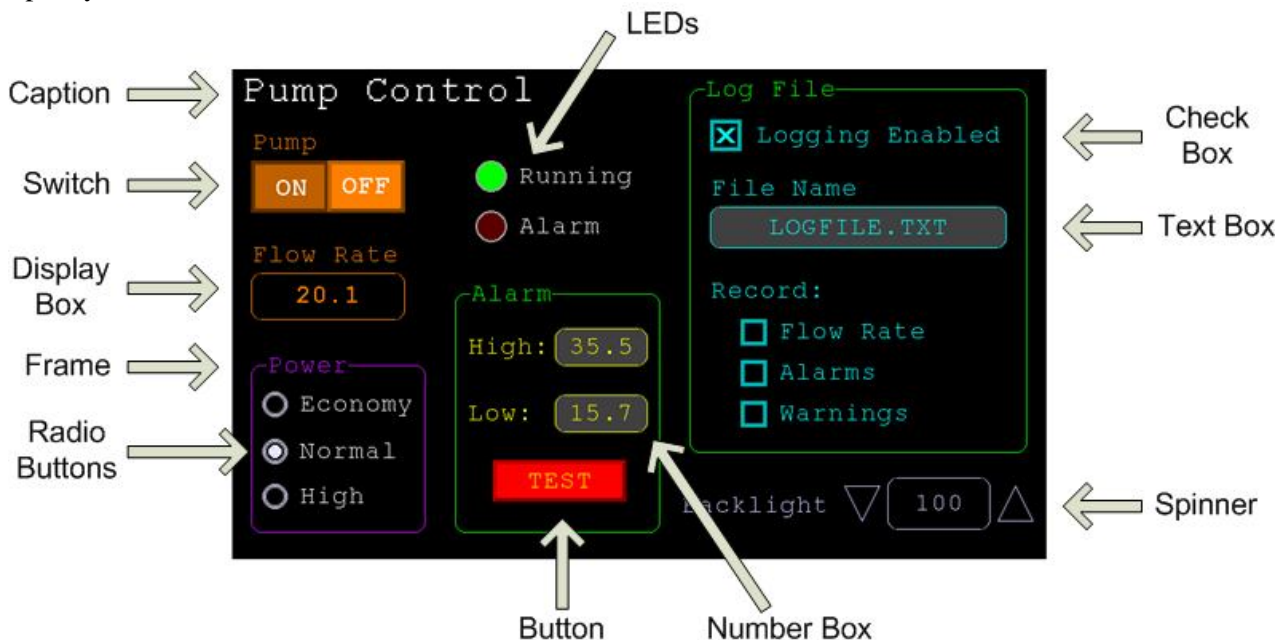 LEDs
Caption
Pump Control
Log File
Logging Enabled
Check
Box
Pump
Switch
ON OFF
Running
File Name
LOGFILE.TXT
Text Box
Alarm
Flow Rate
Display
Box
20.1
Alarm
Record:
Flow Rate
High: 35.5
Alarms
Frame
Power
Economy
Low: 15.7
Warnings
Radio
Buttons
Normal
High
TEST
Backlight 100
Spinner
Button
Number Box